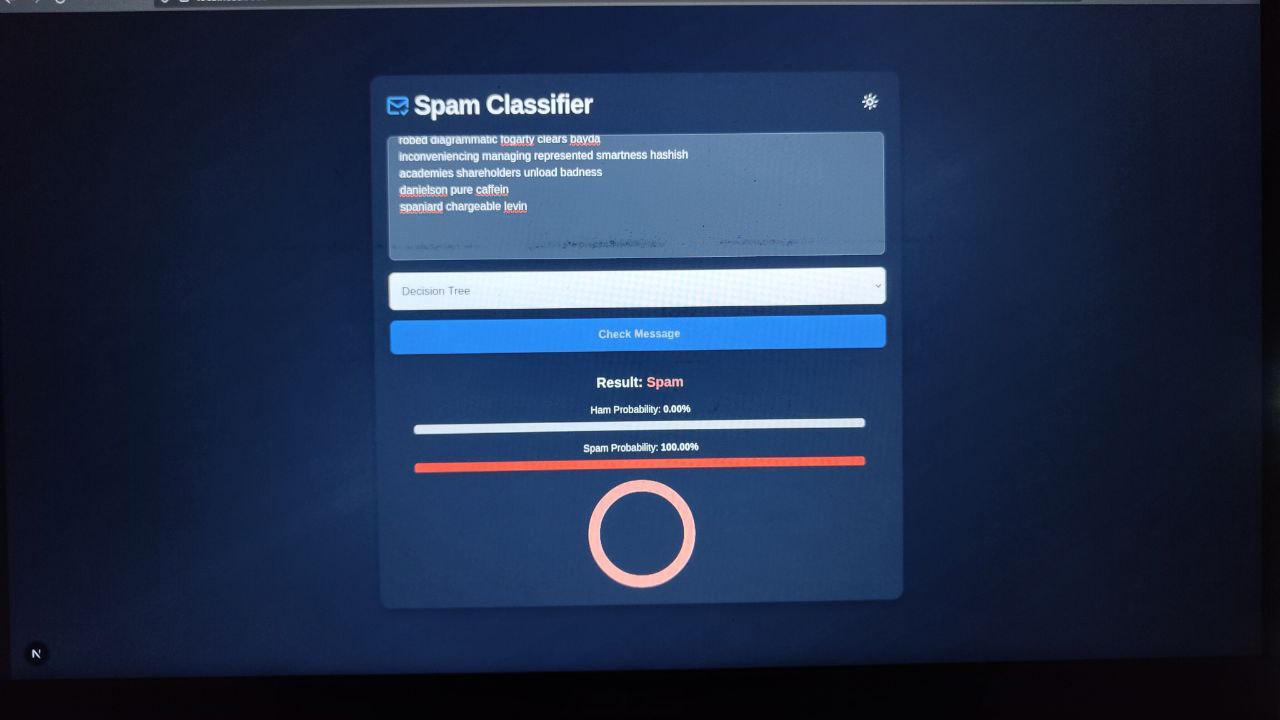 Spam Classifier
robed diagrammatic fogarty clears bayda
inconveniencing managing represented smartness hashish
academies shareholders unload badness
danielson pure caffein
spaniard chargeable levin
Decision Tree
Check Message
Result: Spam
Ham Probability: 0.00%
Spam Probability: 100.00%
N